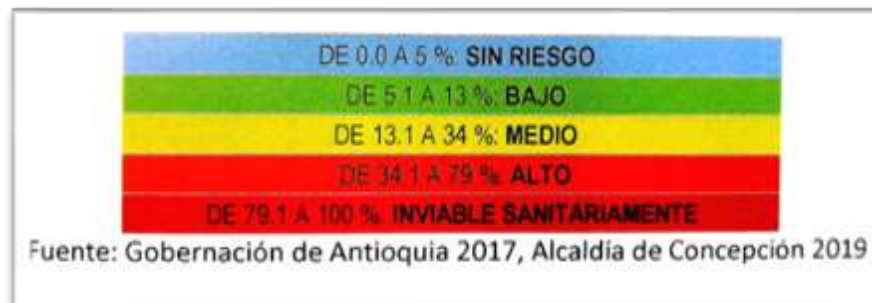 DE 0.0 A 5 %: SIN RIESGO
DE 5.1 A 13 %: BAJO
DE 13.1 A 34 %: MEDIO
DE 34.1 A 79 %: ALTO
DE 79.1 A 100 %: INVIABLE SANITARIAMENTE
Fuente: Gobernación de Antioquia 2017, Alcaldía de Concepción 2019